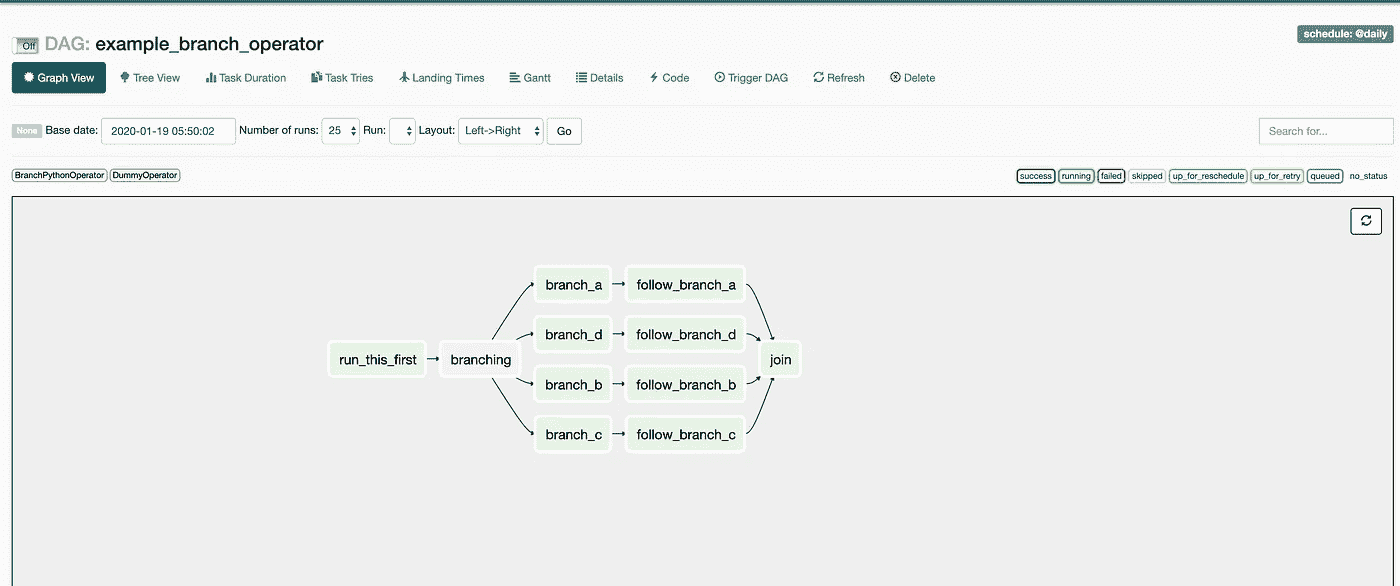 Off DAG: example_branch_operator schedule: @daily
Graph View Tree View Task Duration Task Tries Landing Times Gantt Details Code Trigger DAG Refresh Delete
None Base date: 2020-01-19 05:50:02 Number of runs: 25 Run: Layout: Left->Right Go Search for...
BranchPythonOperator DummyOperator success running failed skipped up_for_reschedule up_for_retry queued no_status
branch_a follow_branch_a
branch_d follow_branch_d
run_this_first branching join
branch_b follow_branch_b
branch_c follow_branch_c